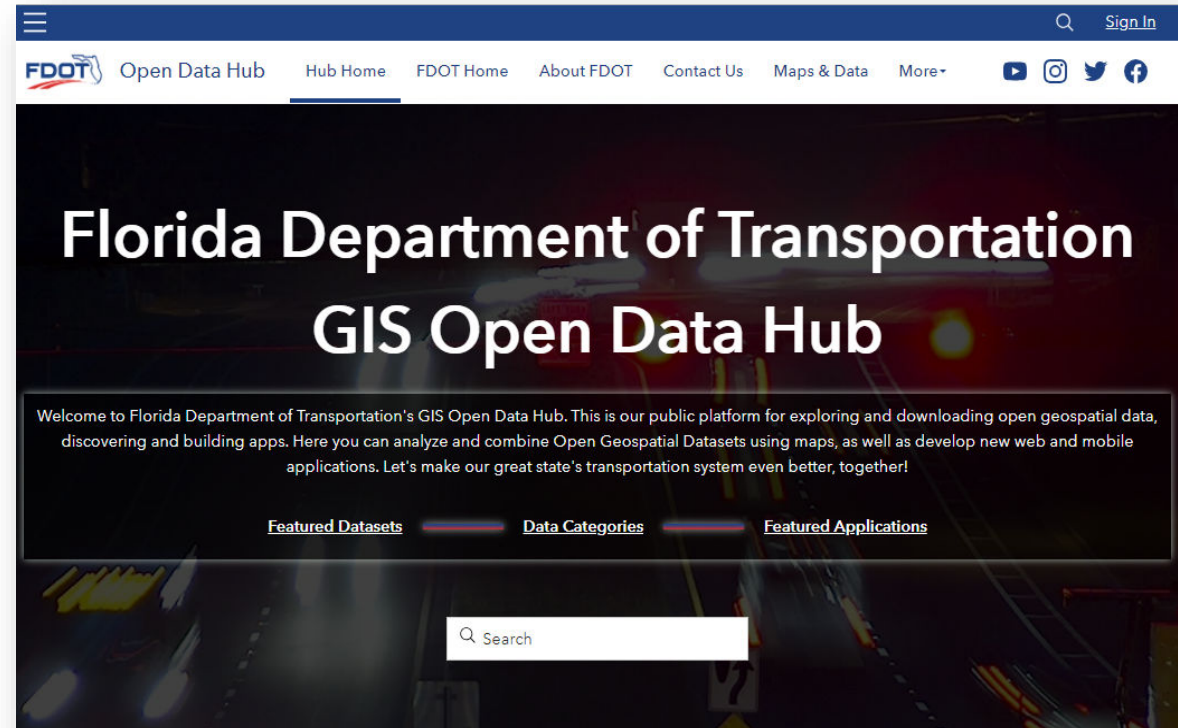 Sign In
FDOT Open Data Hub Hub Home FDOT Home About FDOT Contact Us Maps & Data More
Florida Department of Transportation
GIS Open Data Hub
Welcome to Florida Department of Transportation's GIS Open Data Hub. This is our public platform for exploring and downloading open geospatial data,
discovering and building apps. Here you can analyze and combine Open Geospatial Datasets using maps, as well as develop new web and mobile
applications. Let's make our great state's transportation system even better, together!
Featured Datasets Data Categories Featured Applications
Search